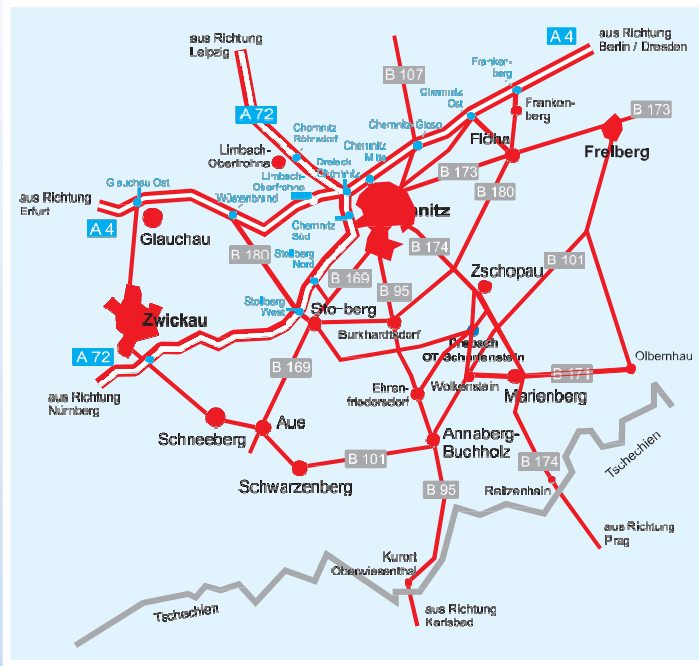 aus Richtung
Leipzig
A 4
aus Richtung
Berlin / Dresden
B 107
Franken-
berg
A 72
Chemnitz
Ost
Franken-
berg
B 173
Chemnitz
Röhrsdorf
Chemnitz Glösa
Limbach-
Oberfrohna
Chemnitz
Mitte
Flöha
Freiberg
Dreieck
Chemnitz
Limbach-
Oberfrohna
B 173
B 180
Glauchau Ost
aus Richtung
Erfurt
Wüstenbrand
nitz
A 4
Glauchau
Chemnitz
Süd
B 174
B 180
Stollberg
Nord
B 169
Zschopau
B 101
B 95
Stollberg
West
Sto-berg
Zwickau
Burkhardtsdorf
Drebach
OT Scharfenstein
A 72
B 169
Olbernhau
B 171
Wolkenstein
Marienberg
aus Richtung
Nürnberg
Ehren-
friedersdorf
Aue
Schneeberg
Annaberg-
Buchholz
B 101
B 174
Tschechien
Schwarzenberg
B 95
Reitzenhain
aus Richtung
Prag
Kurort
Oberwiesenthal
Tschechien
aus Richtung
Karlsbad